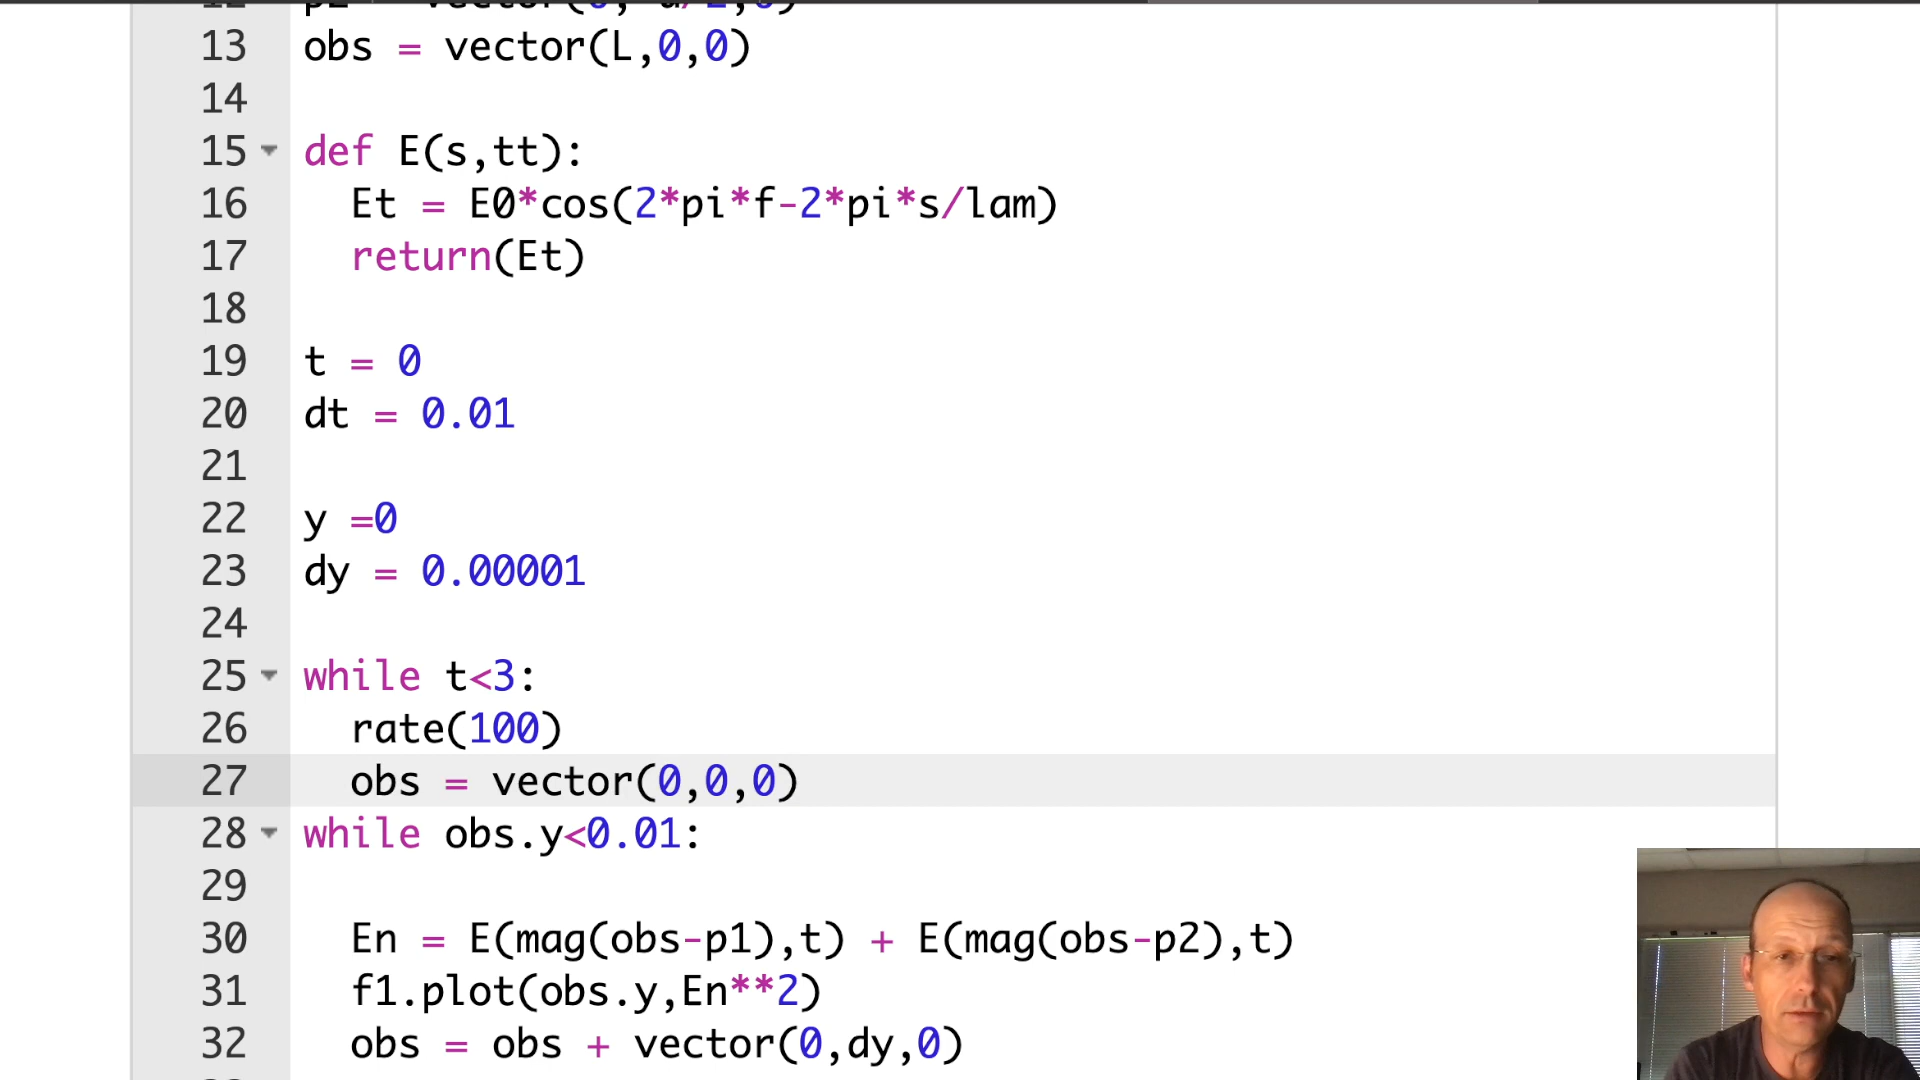 13 obs = vector(L,0,0)
14
15 def E(s,tt):
16 Et = E0*cos(2*pi*f-2*pi*s/lam)
17 return(Et)
18
19 t = 0
20 dt = 0.01
21
22 y =0
23 dy = 0.00001
24
25 while t<3:
26 rate(100)
27 obs = vector(0,0,0)
28 while obs.y<0.01:
29
30 En = E(mag(obs-p1),t) + E(mag(obs-p2),t)
31 f1.plot(obs.y,En**2)
32 obs = obs + vector(0,dy,0)